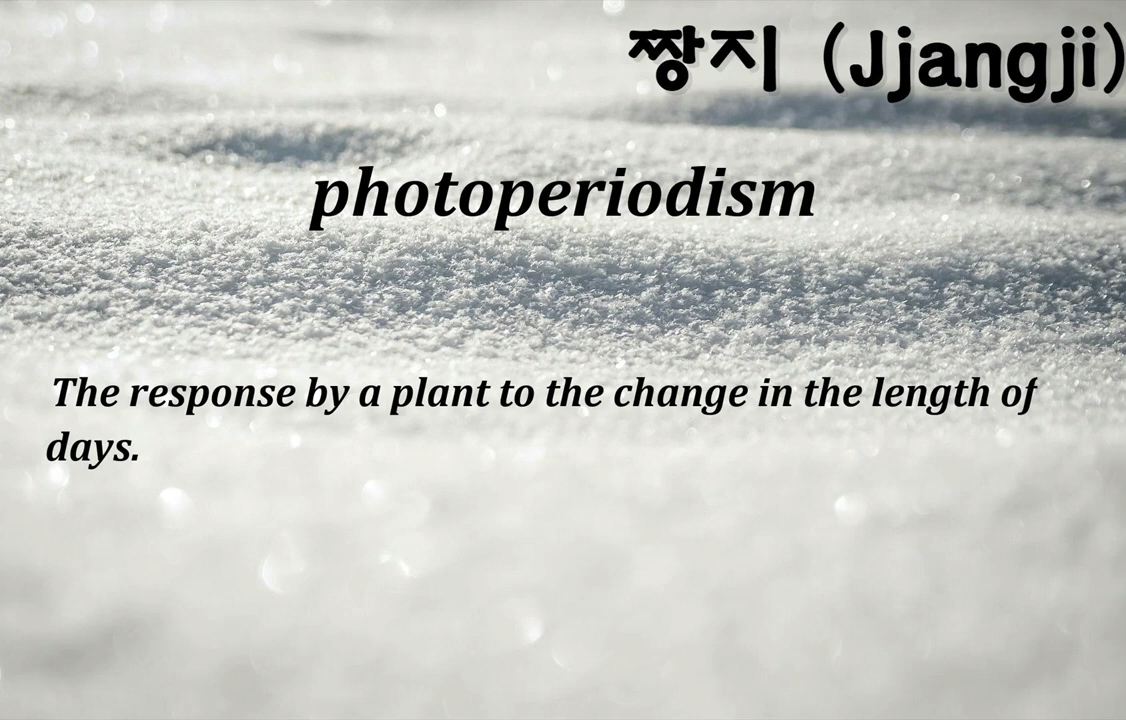 짱지 (Jjangji)
photoperiodism
The response by a plant to the change in the length of
days.